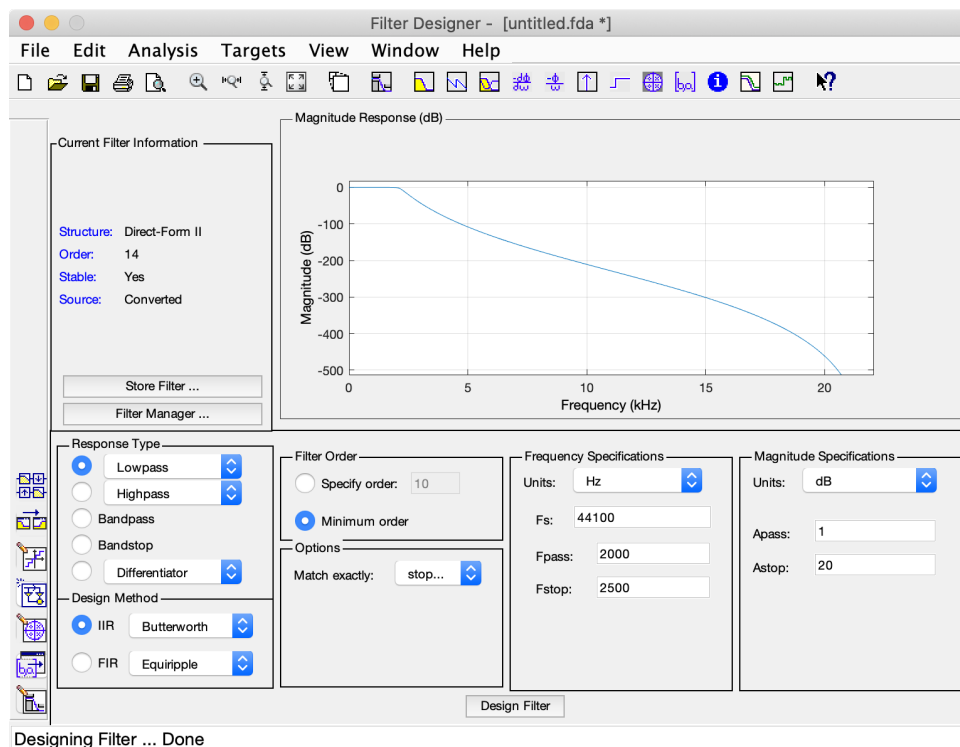 Filter Designer - [untitled.fda *]
File Edit Analysis Targets View Window Help
Magnitude Response (dB)
Current Filter Information
Structure: Direct-Form II
Order: 14
Stable: Yes
Source: Converted
Store Filter ...
Filter Manager ...
0
-100
-200
-300
-400
-500
Magnitude (dB)
0 5 10 15 20
Frequency (kHz)
Response Type
Lowpass
Highpass
Bandpass
Bandstop
Differentiator
Design Method
IIR Butterworth
FIR Equiripple
Filter Order
Specify order: 10
Minimum order
Options
Match exactly: stop...
Frequency Specifications
Units: Hz
Fs: 44100
Fpass: 2000
Fstop: 2500
Magnitude Specifications
Units: dB
Apass: 1
Astop: 20
Design Filter
Designing Filter ... Done